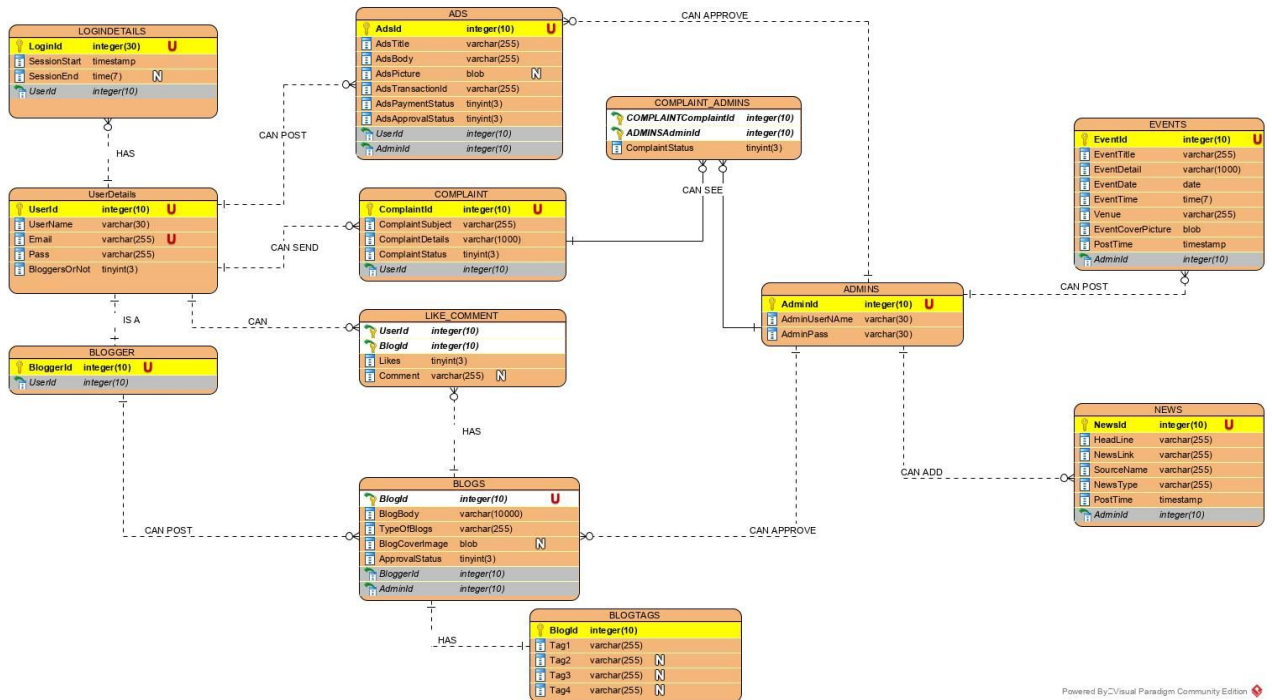 LOGINDETAILS
LoginId integer(30) U
SessionStart timestamp
SessionEnd time(7) N
UserId integer(10)
HAS
UserDetails
UserId integer(10) U
UserName varchar(30)
Email varchar(255) U
Pass varchar(255)
BloggersOrNot tinyint(3)
IS A
BLOGGER
BloggerId integer(10) U
UserId integer(10)
CAN POST
CAN SEND
CAN
CAN POST
ADS
AdsId integer(10) U
AdsTitle varchar(255)
AdsBody varchar(255)
AdsPicture blob N
AdsTransactionId varchar(255)
AdsPaymentStatus tinyint(3)
AdsApprovalStatus tinyint(3)
UserId integer(10)
AdminId integer(10)
COMPLAINT
ComplaintId integer(10) U
ComplaintSubject varchar(255)
ComplaintDetails varchar(1000)
ComplaintStatus tinyint(3)
UserId integer(10)
LIKE_COMMENT
UserId integer(10)
BlogId integer(10)
Likes tinyint(3)
Comment varchar(255) N
HAS
BLOGS
BlogId integer(10) U
BlogBody varchar(10000)
TypeOfBlogs varchar(255)
BlogCoverImage blob N
ApprovalStatus tinyint(3)
BloggerId integer(10)
AdminId integer(10)
HAS
BLOGTAGS
BlogId integer(10)
Tag1 varchar(255)
Tag2 varchar(255) N
Tag3 varchar(255) N
Tag4 varchar(255) N
CAN APPROVE
COMPLAINT_ADMINS
COMPLAINTComplaintId integer(10)
ADMINSAdminId integer(10)
ComplaintStatus tinyint(3)
CAN SEE
ADMINS
AdminId integer(10) U
AdminUserNAme varchar(30)
AdminPass varchar(30)
CAN APPROVE
CAN POST
CAN ADD
EVENTS
EventId integer(10) U
EventTitle varchar(255)
EventDetail varchar(1000)
EventDate date
EventTime time(7)
Venue varchar(255)
EventCoverPicture blob
PostTime timestamp
AdminId integer(10)
NEWS
NewsId integer(10) U
HeadLine varchar(255)
NewsLink varchar(255)
SourceName varchar(255)
NewsType varchar(255)
PostTime timestamp
AdminId integer(10)
Powered By Visual Paradigm Community Edition